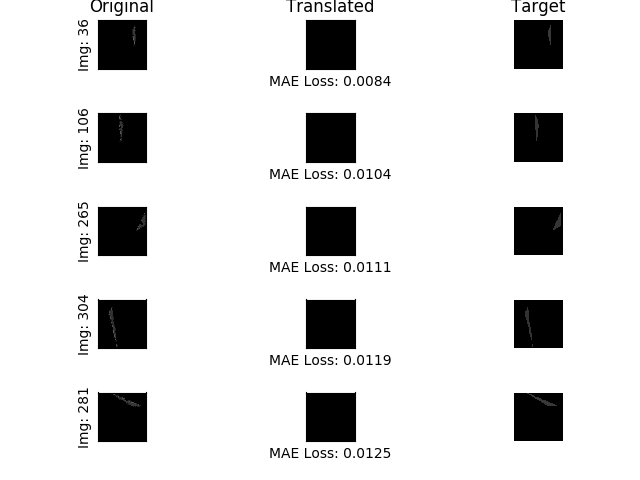 Original Translated Target
Img: 36
MAE Loss: 0.0084
Img: 106
MAE Loss: 0.0104
Img: 265
MAE Loss: 0.0111
Img: 304
MAE Loss: 0.0119
Img: 281
MAE Loss: 0.0125